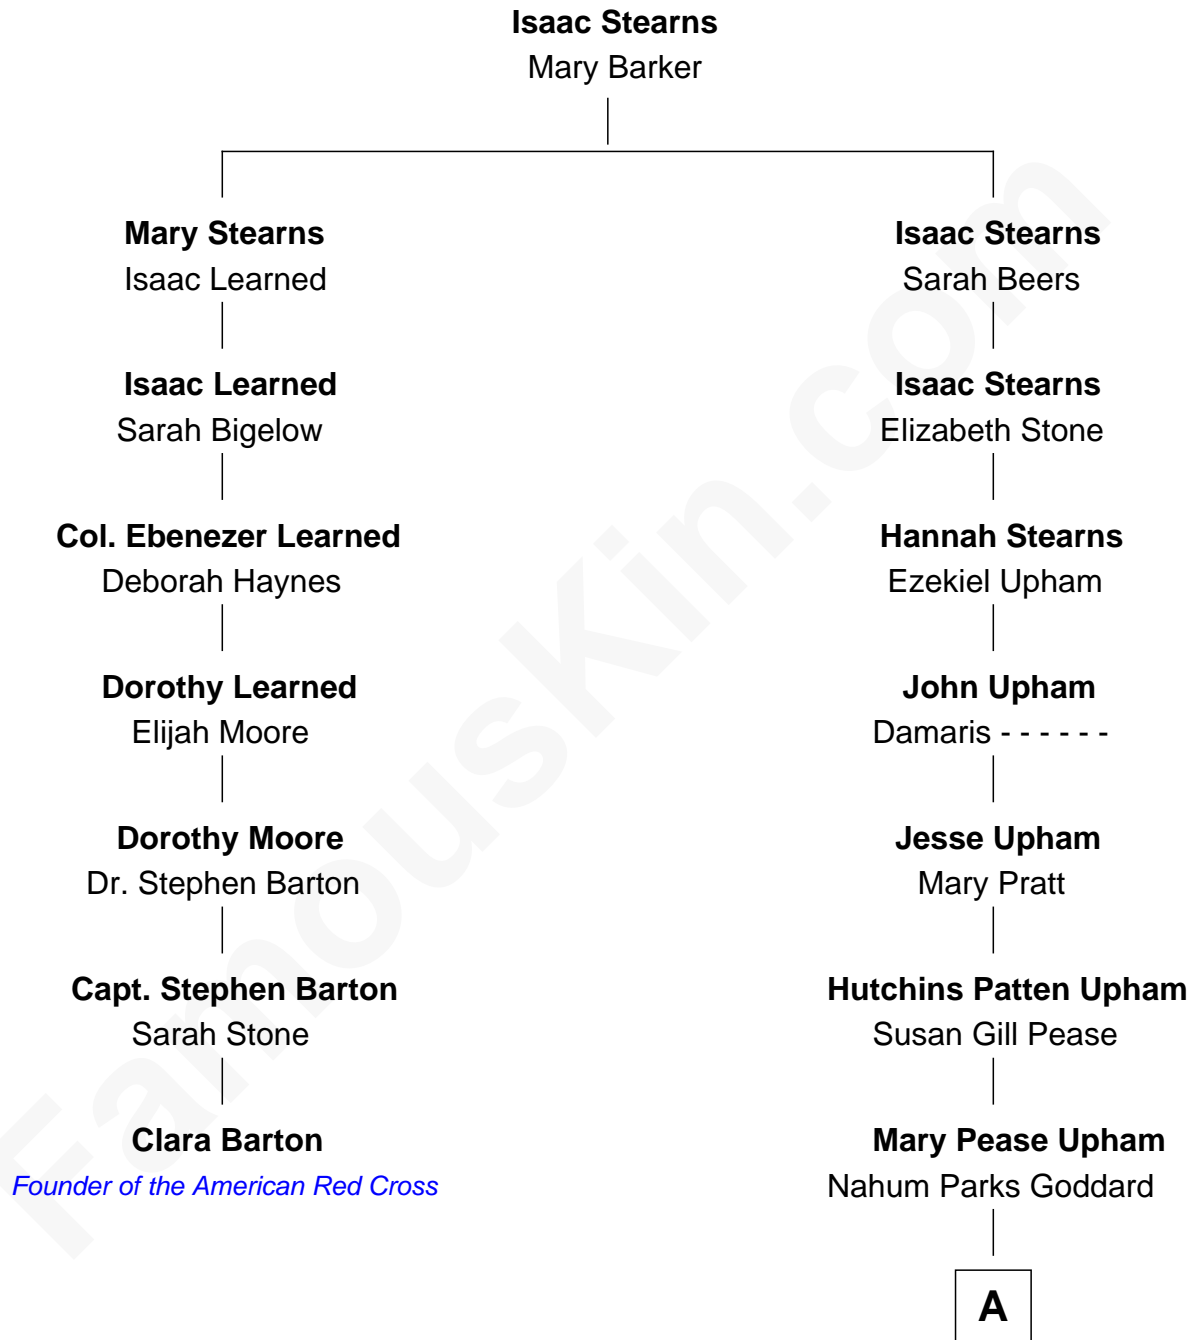 Isaac Stearns
Mary Barker
Mary Stearns
Isaac Learned
Isaac Stearns
Sarah Beers
Isaac Learned
Sarah Bigelow
Isaac Stearns
Elizabeth Stone
Col. Ebenezer Learned
Deborah Haynes
Hannah Stearns
Ezekiel Upham
Dorothy Learned
Elijah Moore
John Upham
Damaris - - - - - -
Dorothy Moore
Dr. Stephen Barton
Jesse Upham
Mary Pratt
Capt. Stephen Barton
Sarah Stone
Hutchins Patten Upham
Susan Gill Pease
Clara Barton
Founder of the American Red Cross
Mary Pease Upham
Nahum Parks Goddard
A
FamousKin.com